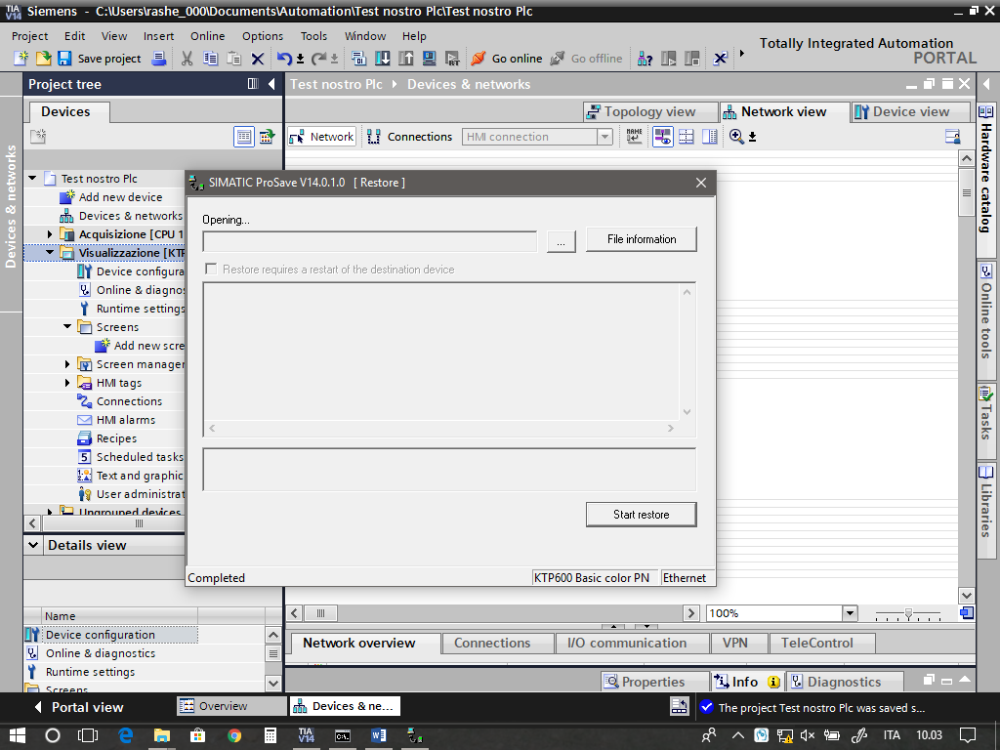 TIA V14 Siemens - C:\Users\rashe_000\Documents\Automation\Test nostro Plc\Test nostro Plc
Project Edit View Insert Online Options Tools Window Help
Totally Integrated Automation
PORTAL
Save project Go online Go offline
Project tree
Test nostro Plc Devices & networks
Devices
Topology view Network view Device view
Network Connections HMI connection
Devices & networks
Test nostro Plc
Add new device
Devices & networks
Acquisizione [CPU 1
Visualizzazione [KTP
Device configura
Online & diagnos
Runtime settings
Screens
Add new scre
Screen manager
HMI tags
Connections
HMI alarms
Recipes
Scheduled tasks
Text and graphic
User administrat
Ungrouped devices
SIMATIC ProSave V14.0.1.0 [ Restore ]
Opening...
...
File information
Restore requires a restart of the destination device
Start restore
Completed
KTP600 Basic color PN
Ethernet
Hardware catalog
Online tools
Tasks
Libraries
Details view
Name
Device configuration
Online & diagnostics
Runtime settings
Screens
100%
Network overview Connections I/O communication VPN TeleControl
Properties Info Diagnostics
Portal view Overview Devices & ne...
The project Test nostro Plc was saved s...
TIA V14
C:\.
ITA 10.03